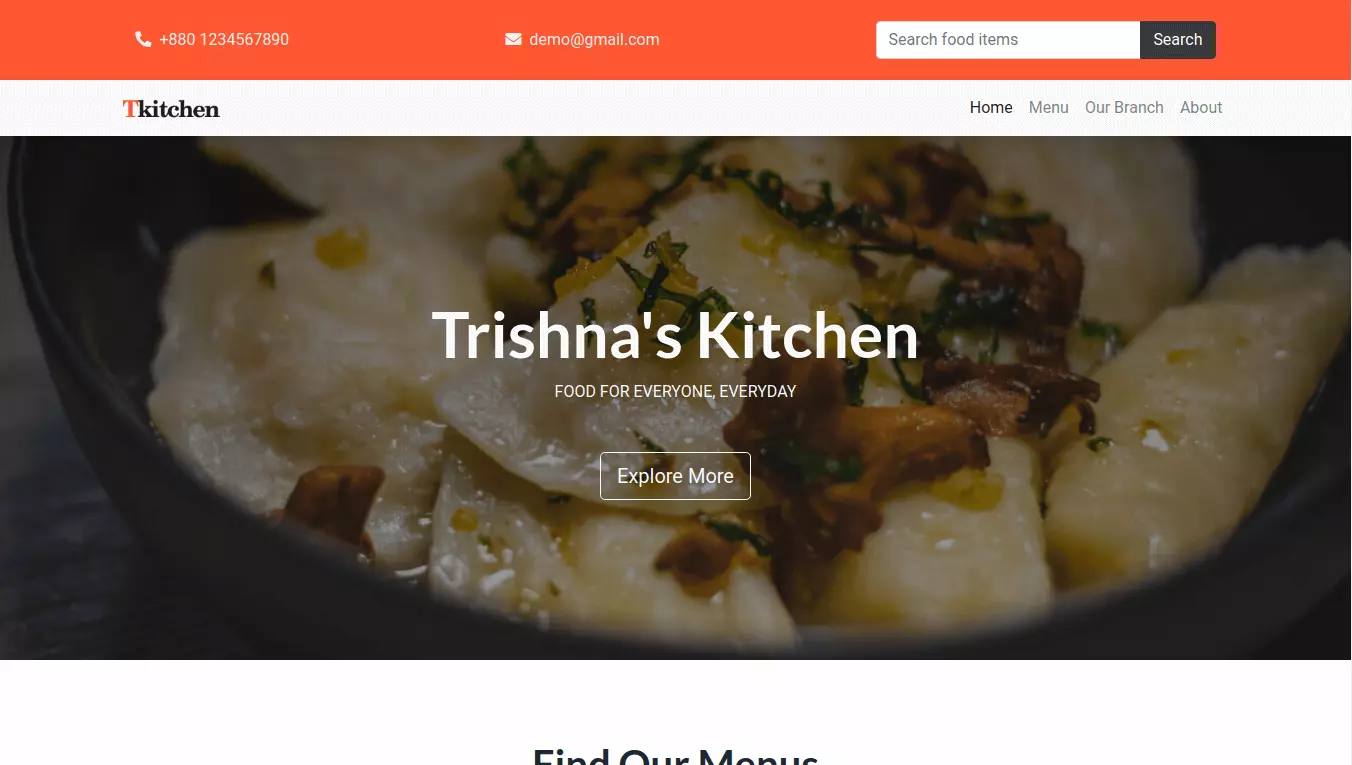 +880 1234567890
demo@gmail.com
Search food items
Search
Tkitchen
Home
Menu
Our Branch
About
Trishna's Kitchen
FOOD FOR EVERYONE, EVERYDAY
Explore More
Find Our Menus